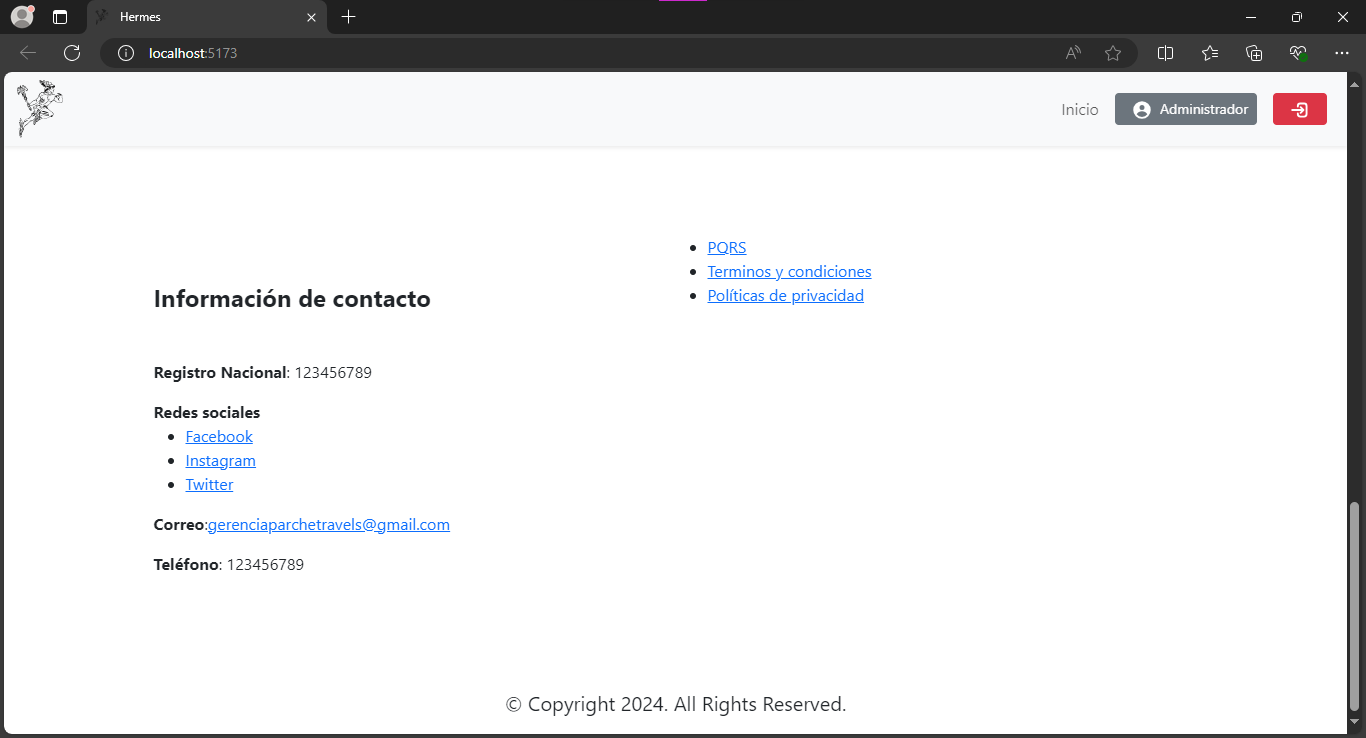 Hermes
localhost:5173
Inicio
Administrador
PQRS
Terminos y condiciones
Políticas de privacidad
Información de contacto
Registro Nacional: 123456789
Redes sociales
Facebook
Instagram
Twitter
Correo:gerenciaparchetravels@gmail.com
Teléfono: 123456789
© Copyright 2024. All Rights Reserved.